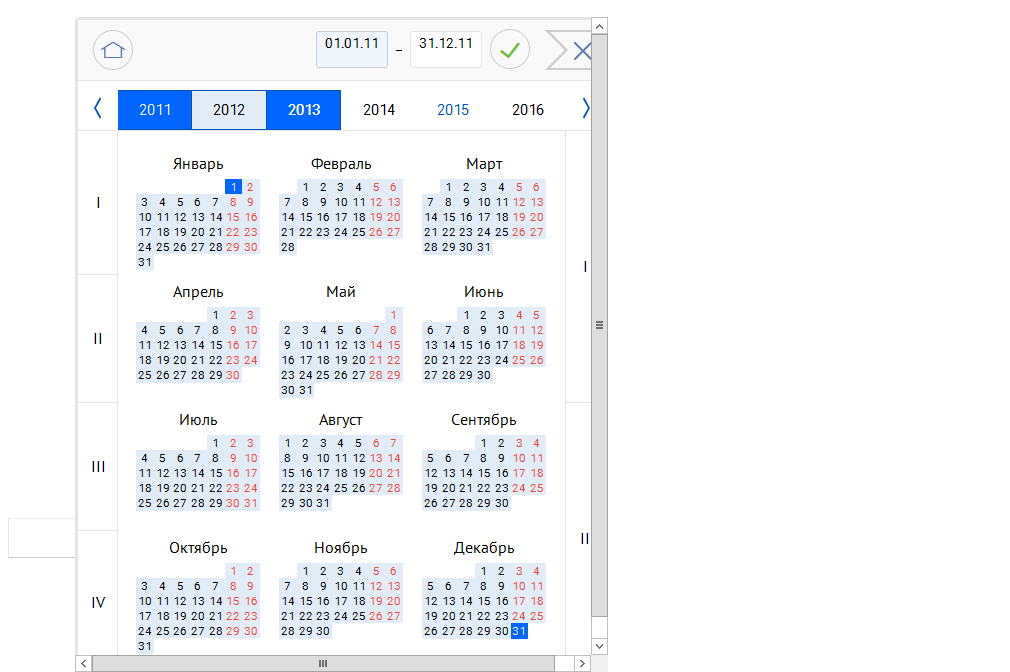 01.01.11 – 31.12.11
2011 2012 2013 2014 2015 2016
Январь Февраль Март
1 2 1 2 3 4 5 6 1 2 3 4 5 6
I
3 4 5 6 7 8 9 7 8 9 10 11 12 13 7 8 9 10 11 12 13
10 11 12 13 14 15 16 14 15 16 17 18 19 20 14 15 16 17 18 19 20
17 18 19 20 21 22 23 21 22 23 24 25 26 27 21 22 23 24 25 26 27
24 25 26 27 28 29 30 28 28 29 30 31
31
I
Апрель Май Июнь
1 2 3 1 1 2 3 4 5
4 5 6 7 8 9 10 2 3 4 5 6 7 8 6 7 8 9 10 11 12
II
11 12 13 14 15 16 17 9 10 11 12 13 14 15 13 14 15 16 17 18 19
18 19 20 21 22 23 24 16 17 18 19 20 21 22 20 21 22 23 24 25 26
25 26 27 28 29 30 23 24 25 26 27 28 29 27 28 29 30
30 31
Июль Август Сентябрь
1 2 3 1 2 3 4 5 6 7 1 2 3 4
4 5 6 7 8 9 10 8 9 10 11 12 13 14 5 6 7 8 9 10 11
III
11 12 13 14 15 16 17 15 16 17 18 19 20 21 12 13 14 15 16 17 18
18 19 20 21 22 23 24 22 23 24 25 26 27 28 19 20 21 22 23 24 25
25 26 27 28 29 30 31 29 30 31 26 27 28 29 30
II
Октябрь Ноябрь Декабрь
1 2 1 2 3 4 5 6 1 2 3 4
3 4 5 6 7 8 9 7 8 9 10 11 12 13 5 6 7 8 9 10 11
IV
10 11 12 13 14 15 16 14 15 16 17 18 19 20 12 13 14 15 16 17 18
17 18 19 20 21 22 23 21 22 23 24 25 26 27 19 20 21 22 23 24 25
24 25 26 27 28 29 30 28 29 30 26 27 28 29 30 31
31